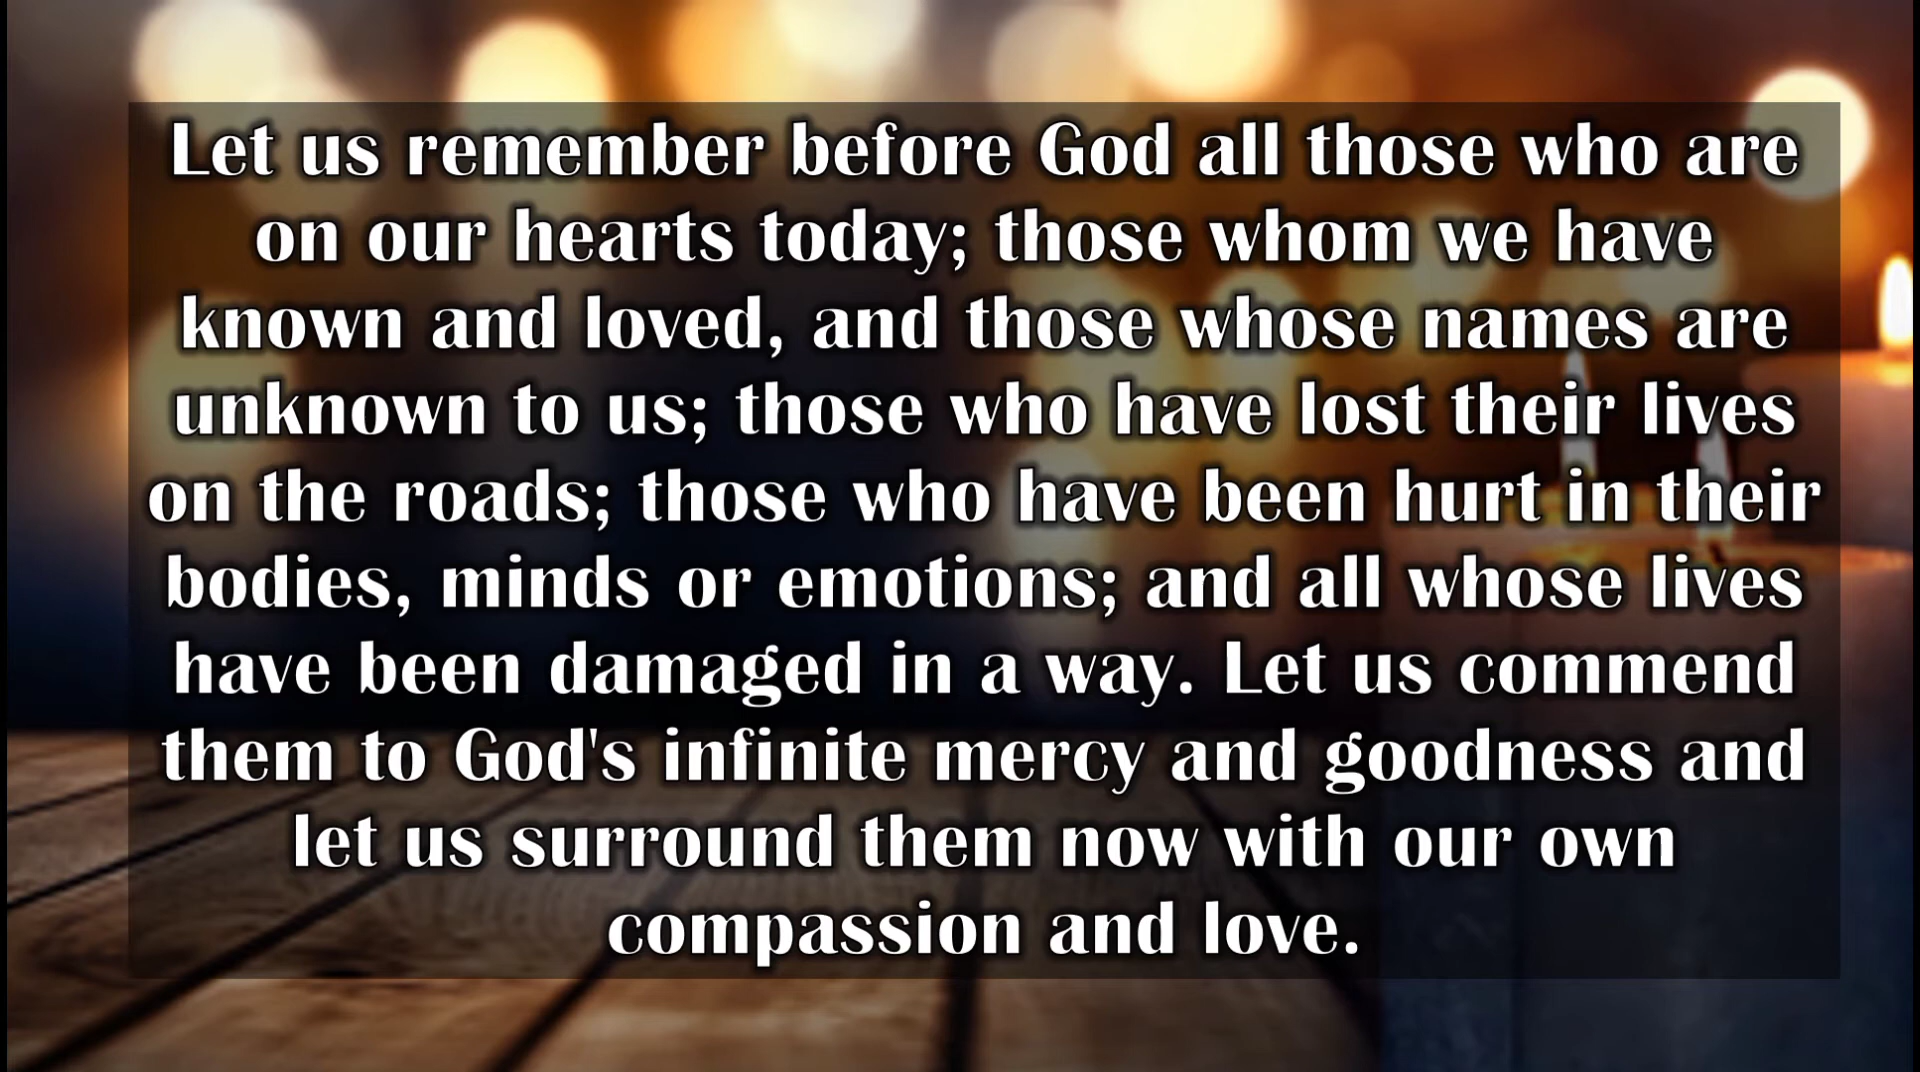 Let us remember before God all those who are
on our hearts today; those whom we have
known and loved, and those whose names are
unknown to us; those who have lost their lives
on the roads; those who have been hurt in their
bodies, minds or emotions; and all whose lives
have been damaged in a way. Let us commend
them to God's infinite mercy and goodness and
let us surround them now with our own
compassion and love.